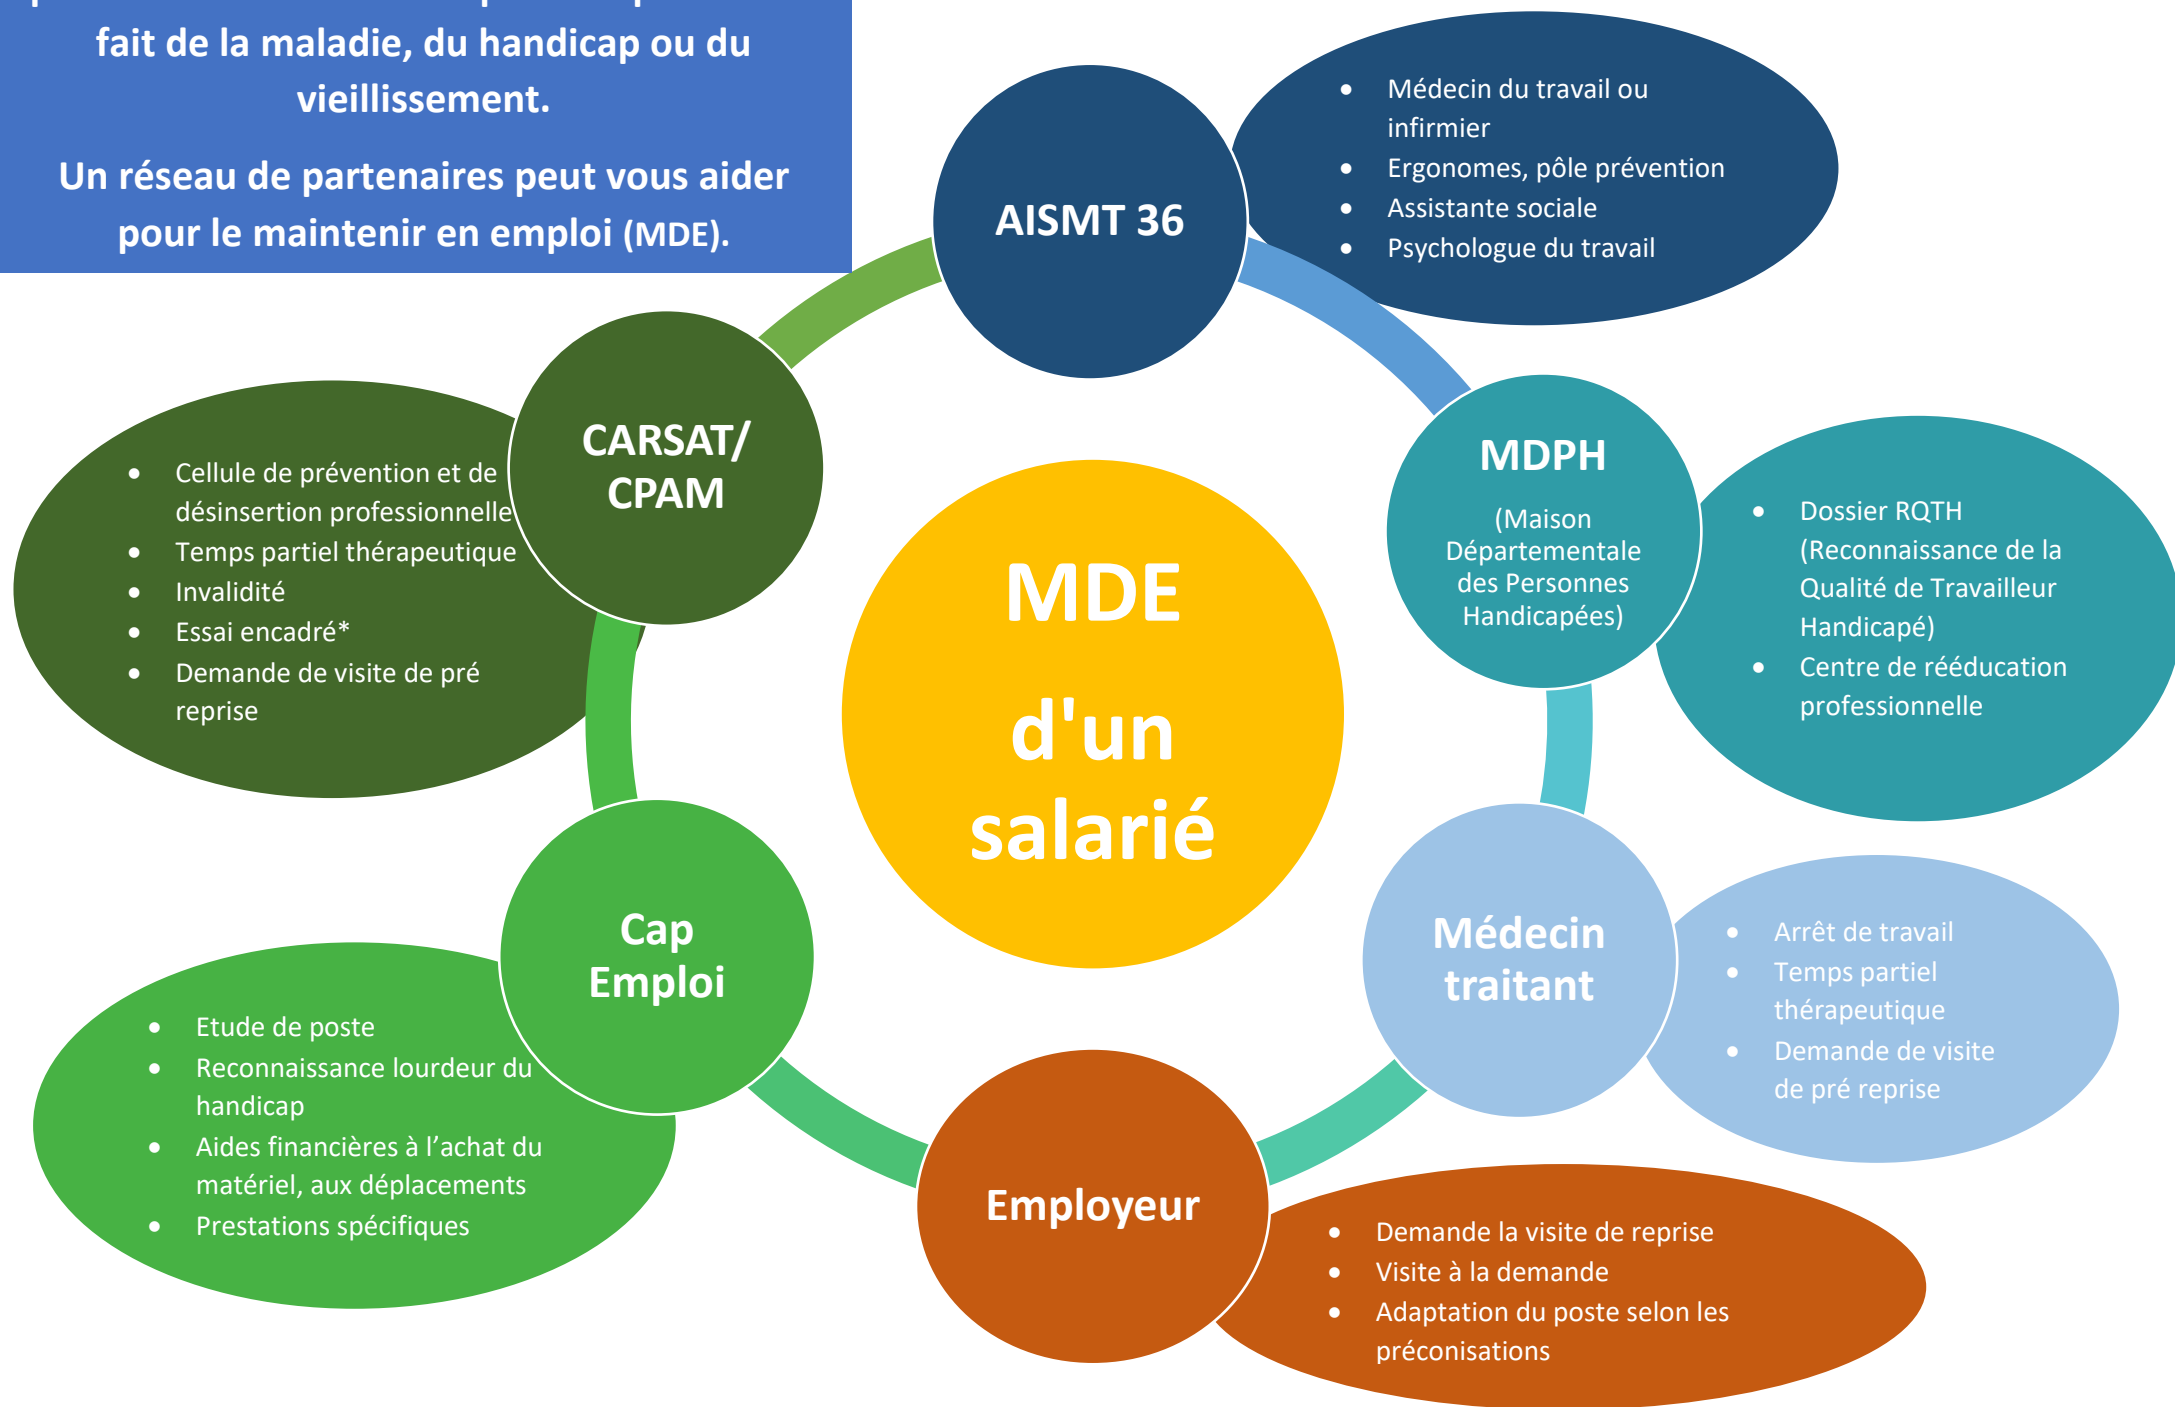 fait de la maladie, du handicap ou du
vieillissement.
Un réseau de partenaires peut vous aider
pour le maintenir en emploi (MDE).
AISMT 36
• Médecin du travail ou
infirmier
• Ergonomes, pôle prévention
• Assistante sociale
• Psychologue du travail
CARSAT/
CPAM
• Cellule de prévention et de
désinsertion professionnelle
• Temps partiel thérapeutique
• Invalidité
• Essai encadré*
• Demande de visite de pré
reprise
MDPH
(Maison
Départementale
des Personnes
Handicapées)
• Dossier RQTH
(Reconnaissance de la
Qualité de Travailleur
Handicapé)
• Centre de rééducation
professionnelle
MDE
d'un
salarié
Cap
Emploi
• Etude de poste
• Reconnaissance lourdeur du
handicap
• Aides financières à l’achat du
matériel, aux déplacements
• Prestations spécifiques
Médecin
traitant
• Arrêt de travail
• Temps partiel
thérapeutique
• Demande de visite
de pré reprise
Employeur
• Demande la visite de reprise
• Visite à la demande
• Adaptation du poste selon les
préconisations